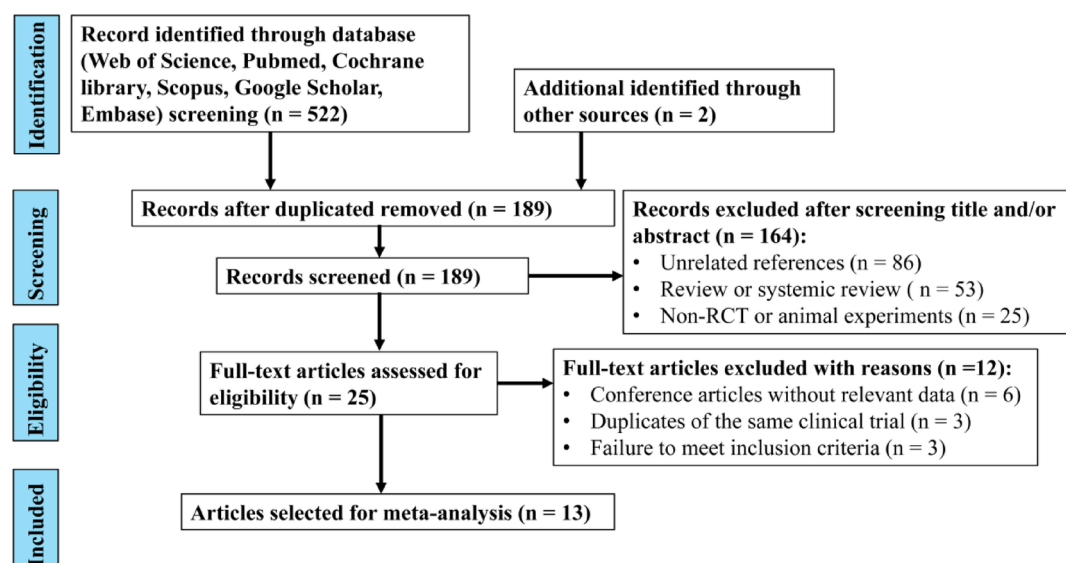 Identification
Record identified through database
(Web of Science, Pubmed, Cochrane
library, Scopus, Google Scholar,
Embase) screening (n = 522)
Additional identified through
other sources (n = 2)
Screening
Records after duplicated removed (n = 189)
Records screened (n = 189)
Records excluded after screening title and/or
abstract (n = 164):
• Unrelated references (n = 86)
• Review or systemic review ( n = 53)
• Non-RCT or animal experiments (n = 25)
Eligibility
Full-text articles assessed for
eligibility (n = 25)
Full-text articles excluded with reasons (n =12):
• Conference articles without relevant data (n = 6)
• Duplicates of the same clinical trial (n = 3)
• Failure to meet inclusion criteria (n = 3)
Included
Articles selected for meta-analysis (n = 13)